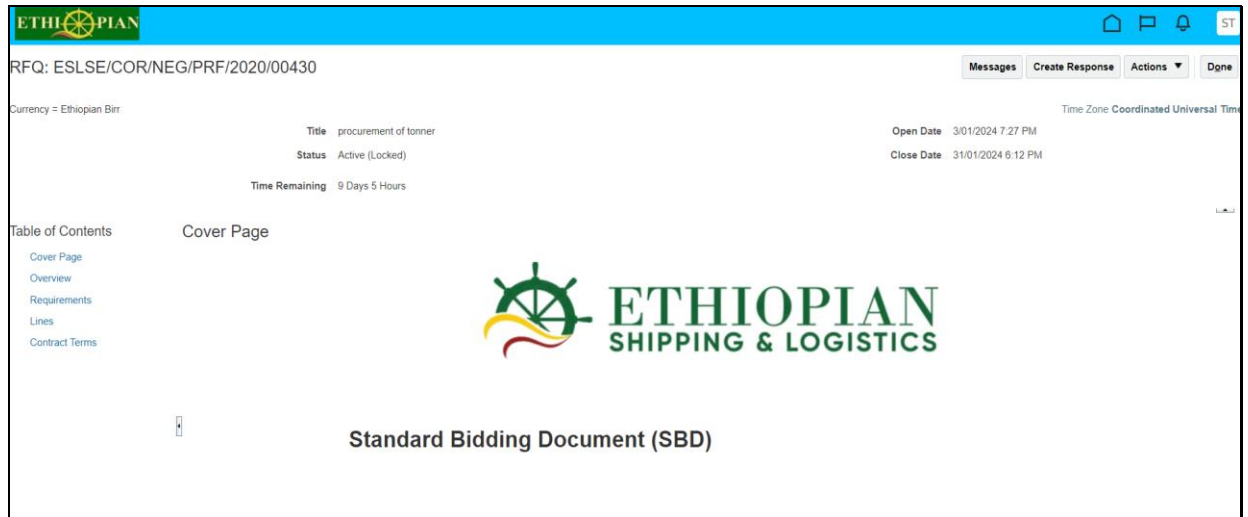 ETHIOPIAN
ST
RFQ: ESLSE/COR/NEG/PRF/2020/00430
Messages Create Response Actions Done
Currency = Ethiopian Birr
Time Zone Coordinated Universal Time
Title procurement of tonner Open Date 3/01/2024 7:27 PM
Status Active (Locked) Close Date 31/01/2024 6:12 PM
Time Remaining 9 Days 5 Hours
Table of Contents
Cover Page
Overview
Requirements
Lines
Contract Terms
Cover Page
ETHIOPIAN
SHIPPING & LOGISTICS
Standard Bidding Document (SBD)